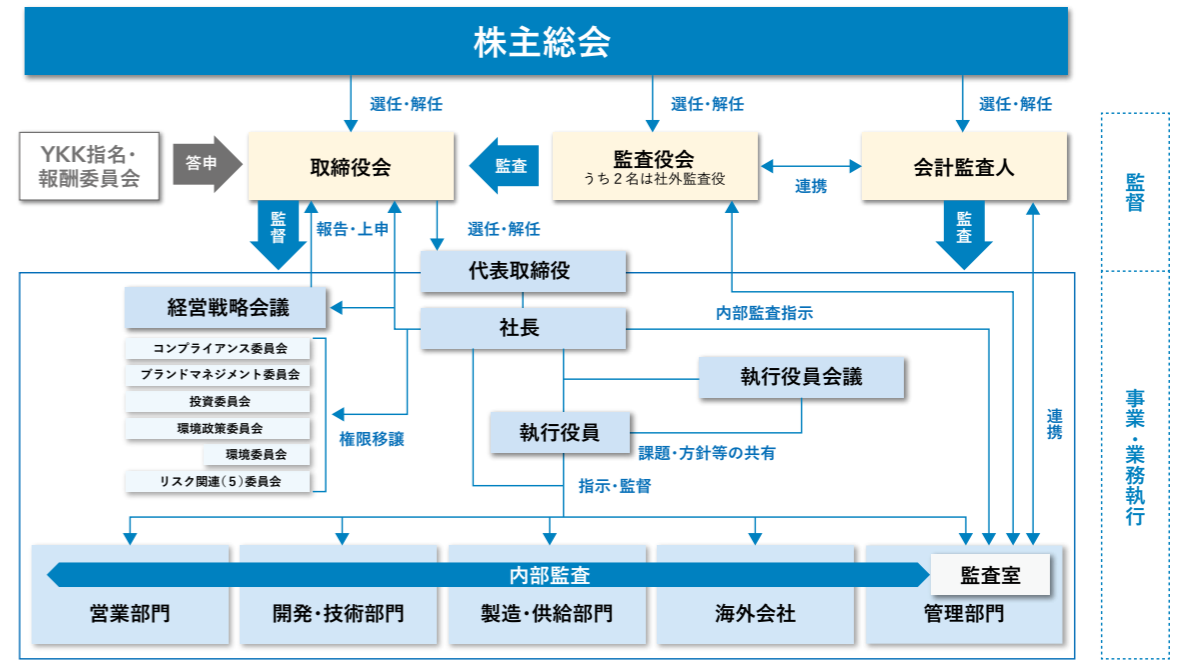 株主総会
選任・解任
選任・解任
選任・解任
YKK指名・
報酬委員会
答申
取締役会
監査
監査役会
うち2名は社外監査役
連携
会計監査人
監督
監督
報告・上申
選任・解任
監査
代表取締役
経営戦略会議
社長
内部監査指示
コンプライアンス委員会
ブランドマネジメント委員会
投資委員会
環境政策委員会
環境委員会
リスク関連(5)委員会
権限移譲
執行役員会議
執行役員
課題・方針等の共有
指示・監督
連携
事業・業務執行
内部監査
監査室
営業部門
開発・技術部門
製造・供給部門
海外会社
管理部門